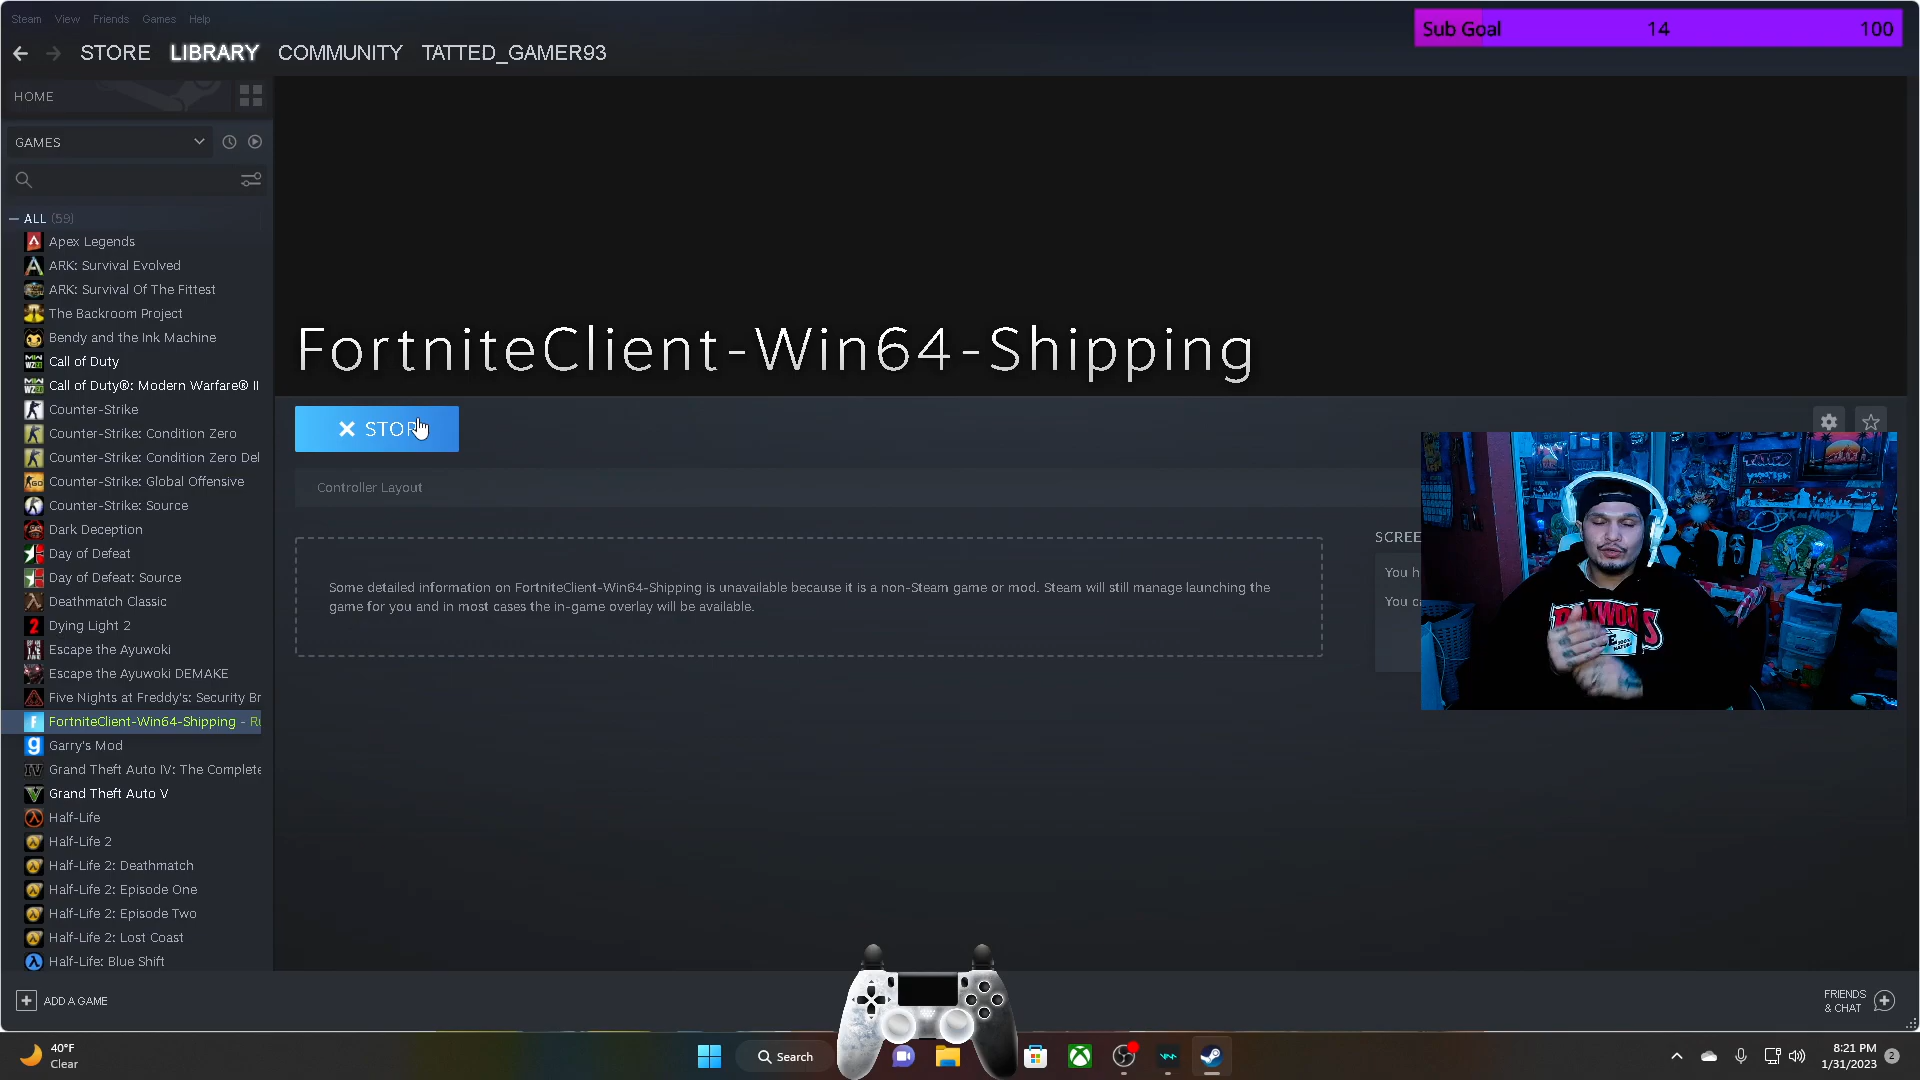 Steam View Friends Games Help
Sub Goal 14 100
STORE LIBRARY COMMUNITY TATTED_GAMER93
HOME
GAMES
ALL (59)
Apex Legends
ARK: Survival Evolved
ARK: Survival Of The Fittest
The Backroom Project
Bendy and the Ink Machine
Call of Duty
Call of Duty®: Modern Warfare® II
Counter-Strike
Counter-Strike: Condition Zero
Counter-Strike: Condition Zero Del
Counter-Strike: Global Offensive
Counter-Strike: Source
Dark Deception
Day of Defeat
Day of Defeat: Source
Deathmatch Classic
Dying Light 2
Escape the Ayuwoki
Escape the Ayuwoki DEMAKE
Five Nights at Freddy's: Security Br
FortniteClient-Win64-Shipping - Ru
Garry's Mod
Grand Theft Auto IV: The Complete
Grand Theft Auto V
Half-Life
Half-Life 2
Half-Life 2: Deathmatch
Half-Life 2: Episode One
Half-Life 2: Episode Two
Half-Life 2: Lost Coast
Half-Life: Blue Shift
FortniteClient-Win64-Shipping
STOP
Controller Layout
Some detailed information on FortniteClient-Win64-Shipping is unavailable because it is a non-Steam game or mod. Steam will still manage launching the
game for you and in most cases the in-game overlay will be available.
SCREE
You h
You c
ADD A GAME
FRIENDS
& CHAT
40°F
Clear
Search
8:21 PM
1/31/2023
2